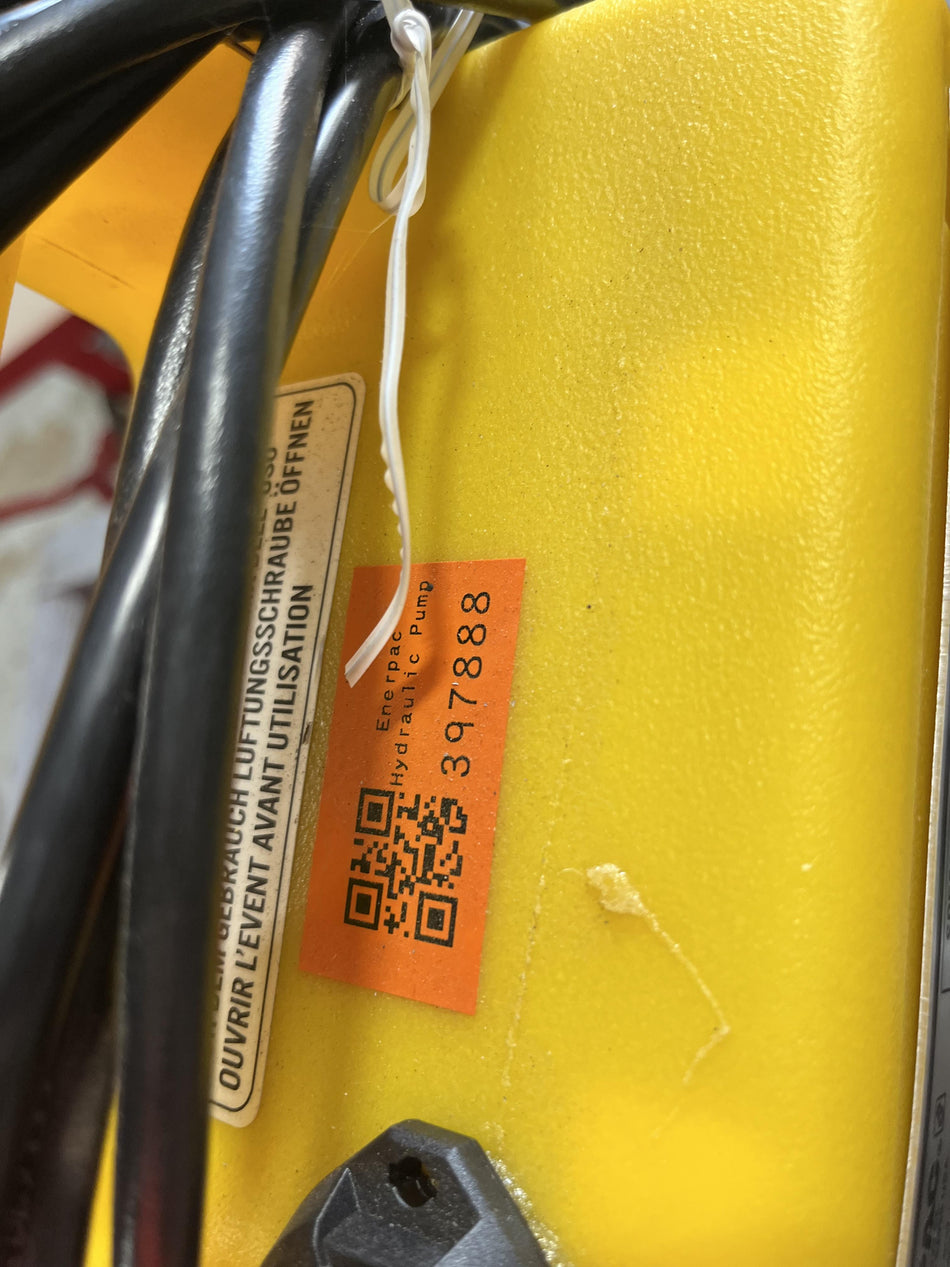 GEBRAUCH LÜFTUNGSSCHRAUBE ÖFFNEN
OUVRIR L'EVENT AVANT UTILISATION
Enerpac
Hydraulic Pump
397888